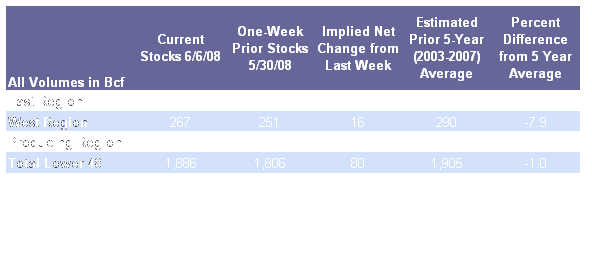 All Volumes in Bcf Current Stocks 6/6/08 One-Week Prior Stocks 5/30/08 Implied Net Change from Last Week Estimated Prior 5-Year (2003-2007) Average Percent Difference from 5 Year Average
East Region
West Region 267 251 16 290 -7.9
Producing Region
Total Lower 48 1,886 1,806 80 1,905 -1.0